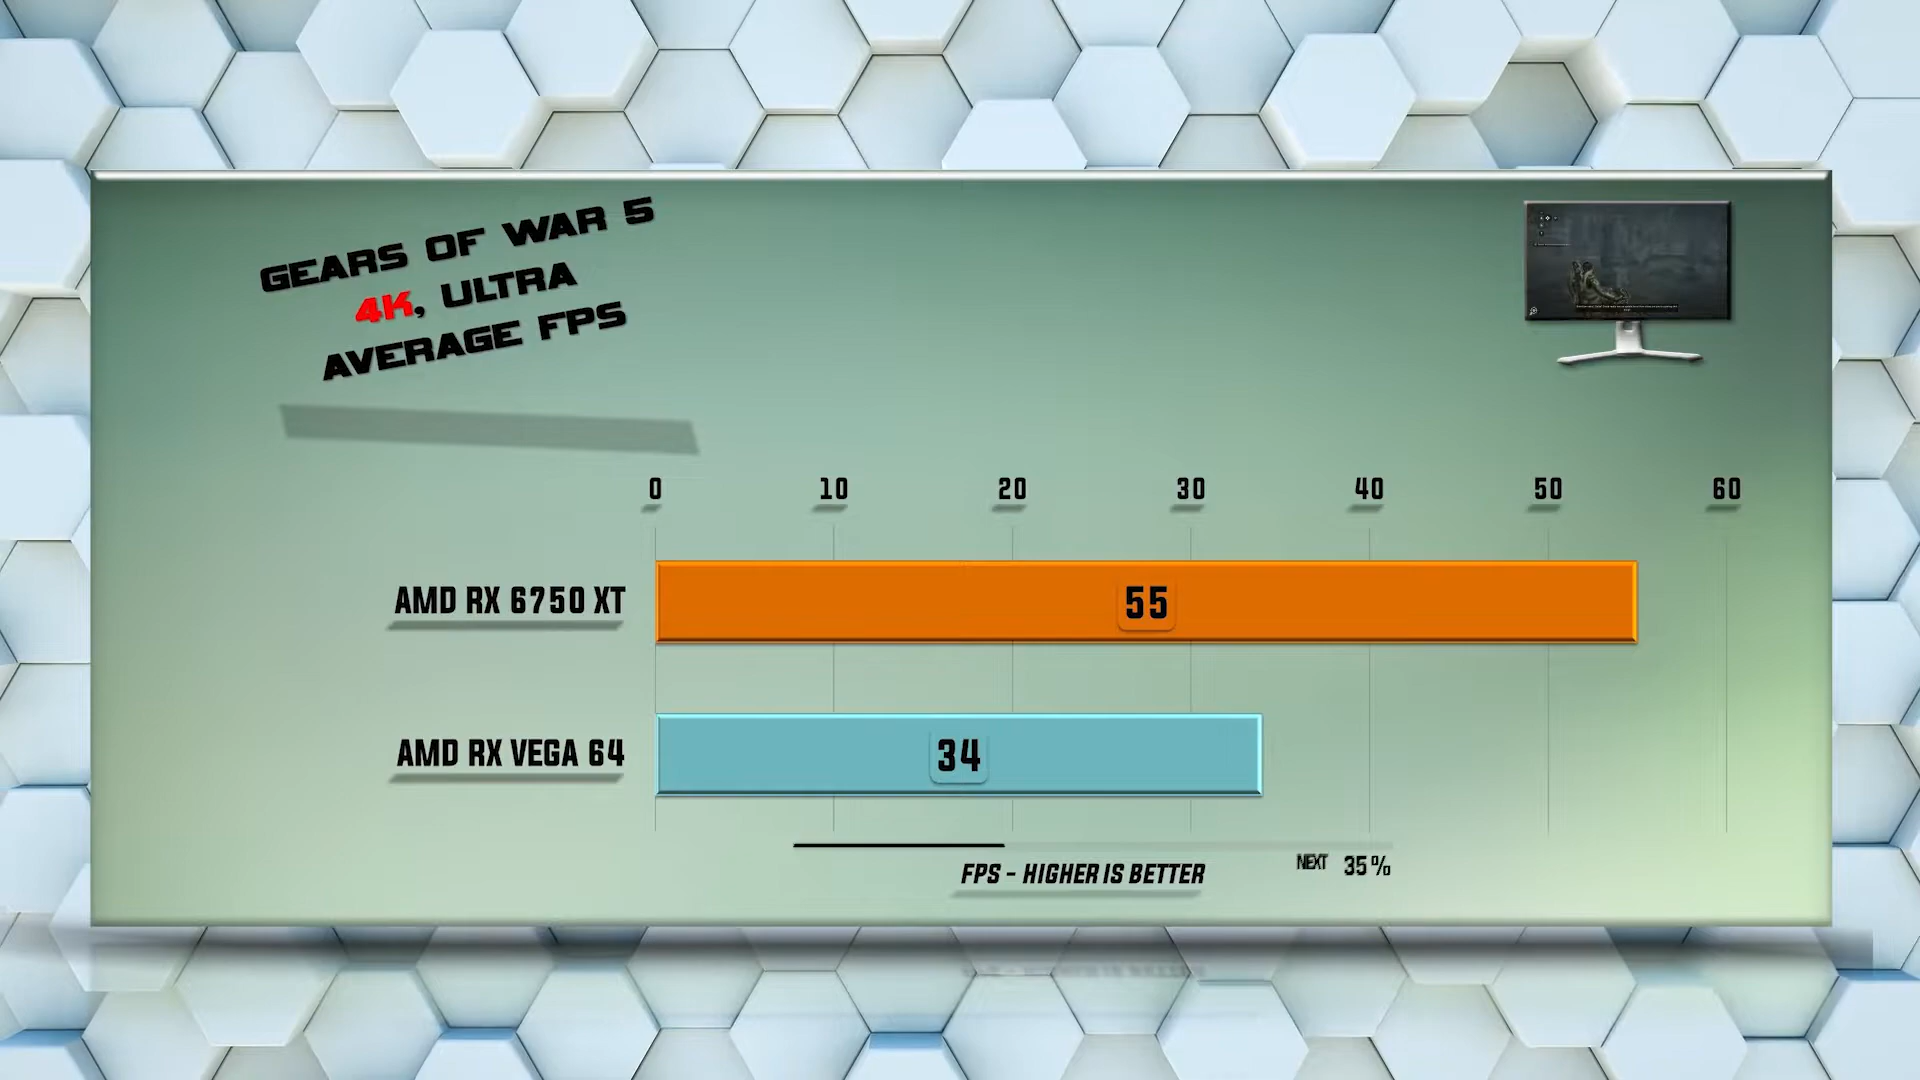 GEARS OF WAR 5
4K, ULTRA
AVERAGE FPS
0 10 20 30 40 50 60
AMD RX 6750 XT
55
AMD RX VEGA 64
34
FPS - HIGHER IS BETTER
NEXT 35%